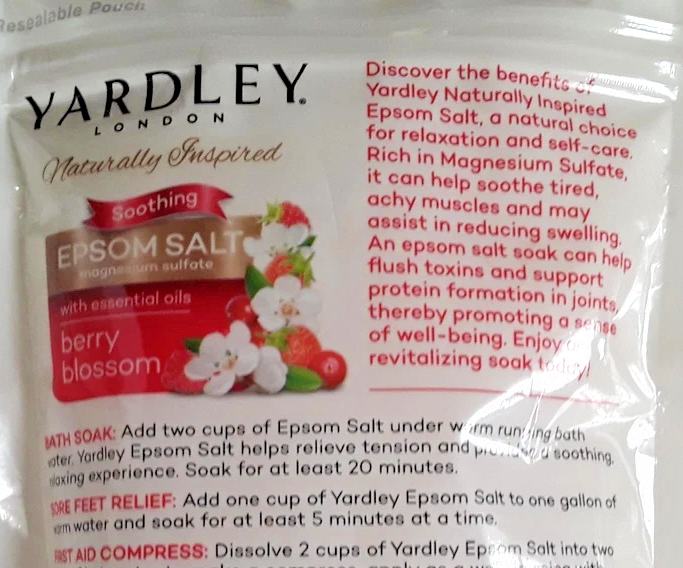 Resealable Pouch
YARDLEY
LONDON
Naturally Inspired
Soothing
EPSOM SALT
magnesium sulfate
with essential oils
berry
blossom
Discover the benefits of
Yardley Naturally Inspired
Epsom Salt, a natural choice
for relaxation and self-care.
Rich in Magnesium Sulfate,
it can help soothe tired,
achy muscles and may
assist in reducing swelling.
An epsom salt soak can help
flush toxins and support
protein formation in joints,
thereby promoting a sense
of well-being. Enjoy a
revitalizing soak today!
BATH SOAK: Add two cups of Epsom Salt under warm running bath
water. Yardley Epsom Salt helps relieve tension and soothing,
relaxing experience. Soak for at least 20 minutes.
SORE FEET RELIEF: Add one cup of Yardley Epsom Salt to one gallon of
warm water and soak for at least 5 minutes at a time.
FIRST AID COMPRESS: Dissolve 2 cups of Yardley Epsom Salt into two